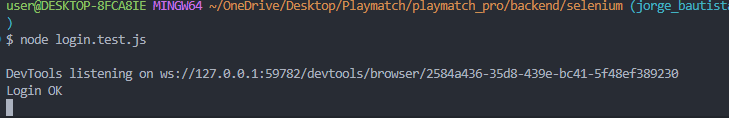 user@DESKTOP-8FCA8IE MINGW64 ~/OneDrive/Desktop/Playmatch/playmatch_pro/backend/selenium (jorge_bautista
)
$ node login.test.js
DevTools listening on ws://127.0.0.1:59782/devtools/browser/2584a436-35d8-439e-bc41-5f48ef389230
Login OK